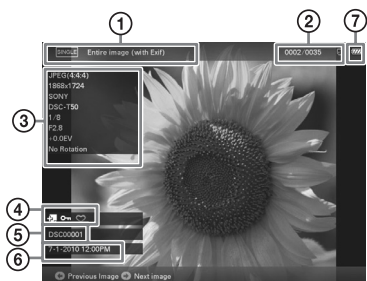 1
2
7
SINGLE Entire image (with Exif) 0002/0035
3
JPEG(4:4:4)
1868x1724
SONY
DSC-T50
1/8
F2.8
+0.0EV
No Rotation
4
5
DSC00001
6
7-1-2010 12:00PM
Previous Image Next image